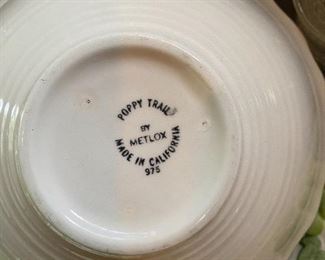 POPPY TRAIL
BY
METLOX
MADE IN CALIFORNIA
975